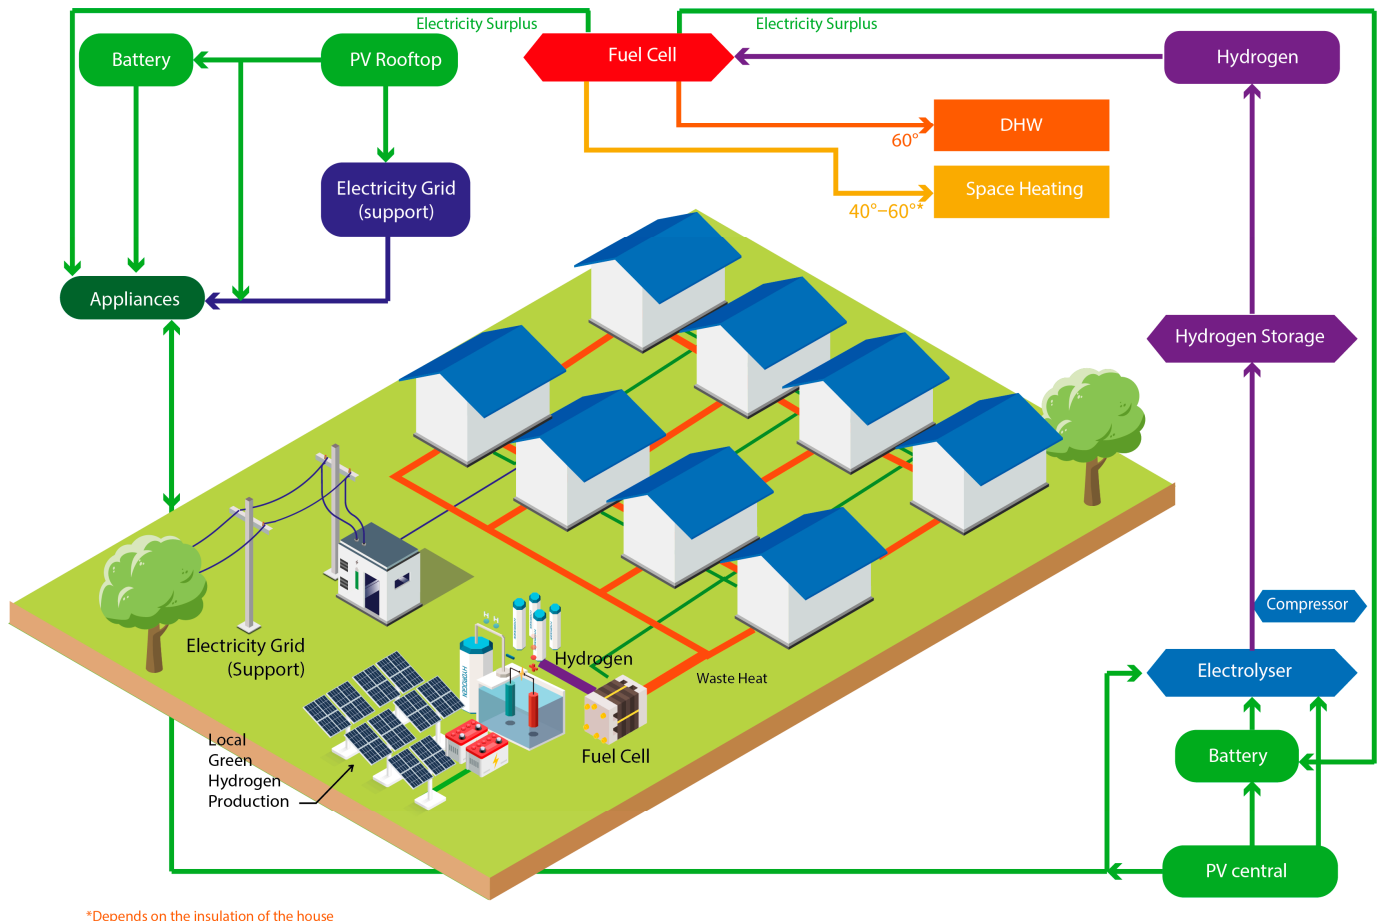 Electricity Surplus
Electricity Surplus
Battery
PV Rooftop
Fuel Cell
Hydrogen
DHW
60°
Electricity Grid
(support)
Space Heating
40°–60°*
Appliances
Hydrogen Storage
Compressor
Electricity Grid
(Support)
Hydrogen
HYDROGEN
Waste Heat
Electrolyser
Local
Green
Hydrogen
Production
Fuel Cell
Battery
PV central
*Depends on the insulation of the house